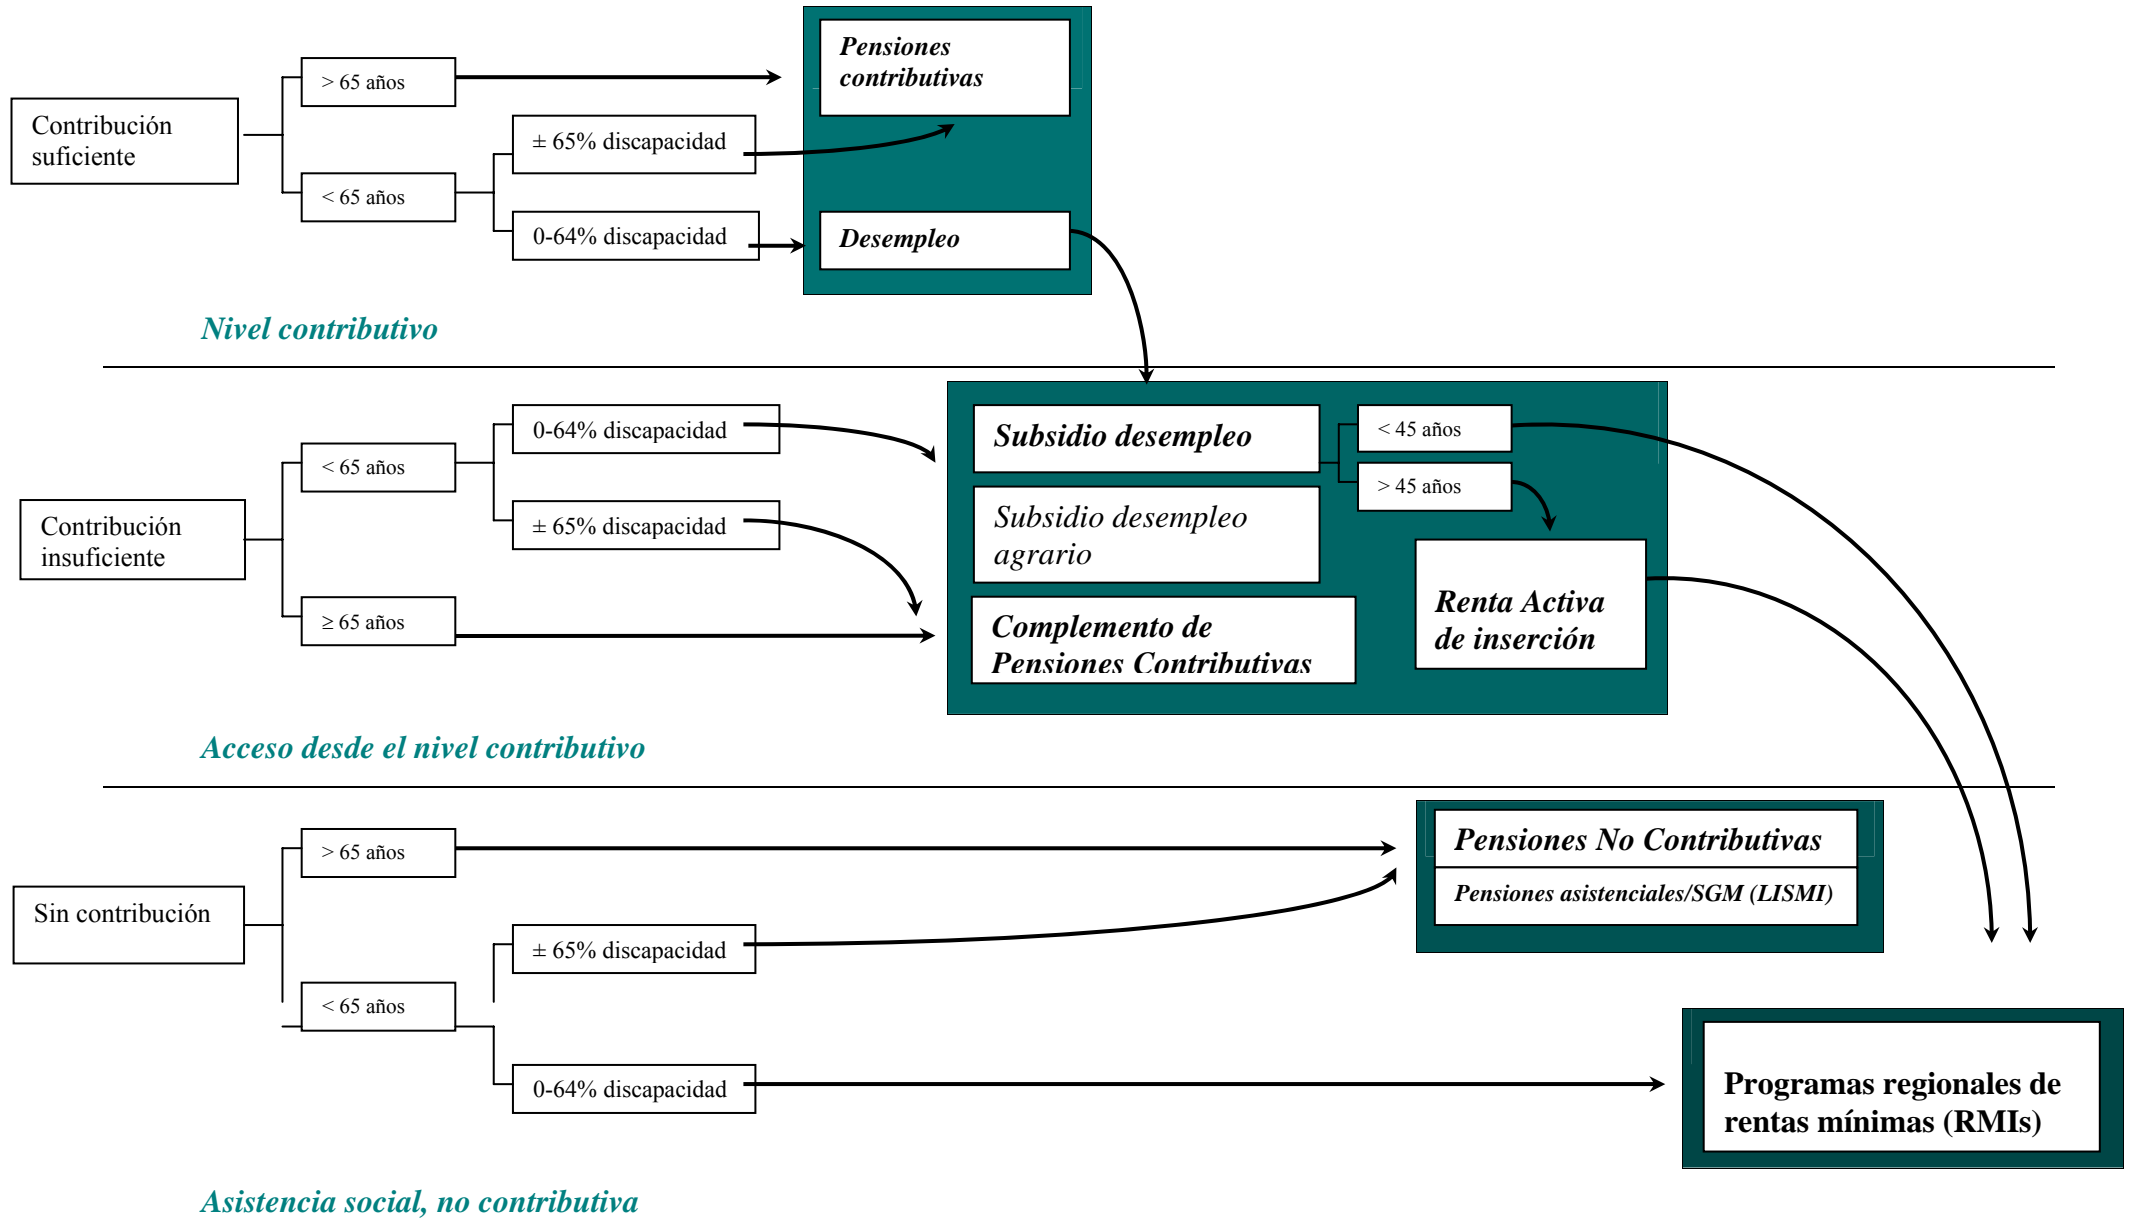 Contribución
suficiente
> 65 años
< 65 años
± 65% discapacidad
0-64% discapacidad
Pensiones
contributivas
Desempleo
Nivel contributivo
Contribución
insuficiente
< 65 años
≥ 65 años
0-64% discapacidad
± 65% discapacidad
Subsidio desempleo
< 45 años
> 45 años
Subsidio desempleo
agrario
Complemento de
Pensiones Contributivas
Renta Activa
de inserción
Acceso desde el nivel contributivo
Sin contribución
> 65 años
< 65 años
± 65% discapacidad
0-64% discapacidad
Pensiones No Contributivas
Pensiones asistenciales/SGM (LISMI)
Programas regionales de
rentas mínimas (RMIs)
Asistencia social, no contributiva